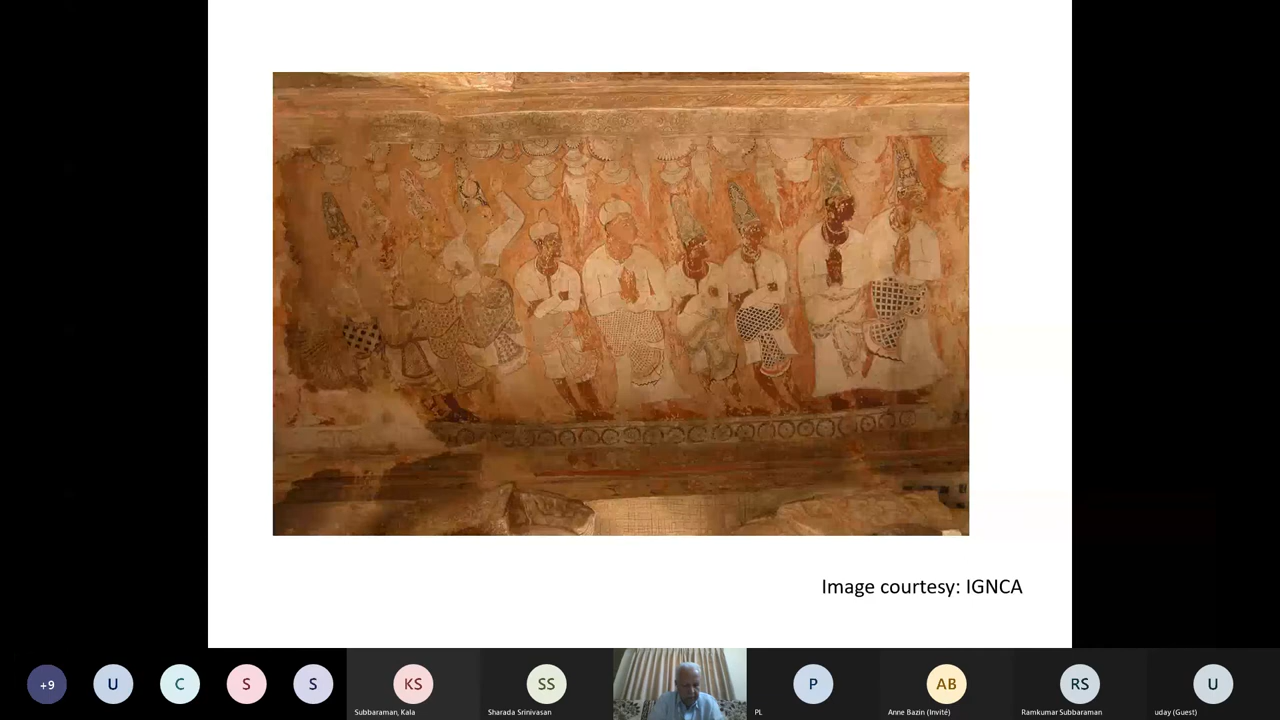 Image courtesy: IGNCA
+9
U
C
S
S
KS
SS
P
AB
RS
U
Subbaraman, Kala
Sharada Srinivasan
PL
Anne Bazin (Invité)
Ramkumar Subbaraman
uday (Guest)